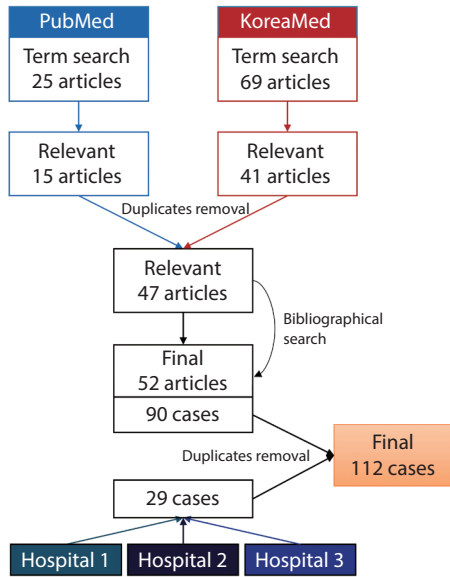 PubMed
Term search
25 articles
KoreaMed
Term search
69 articles
Relevant
15 articles
Relevant
41 articles
Duplicates removal
Relevant
47 articles
Bibliographical
search
Final
52 articles
90 cases
Duplicates removal
Final
112 cases
29 cases
Hospital 1
Hospital 2
Hospital 3